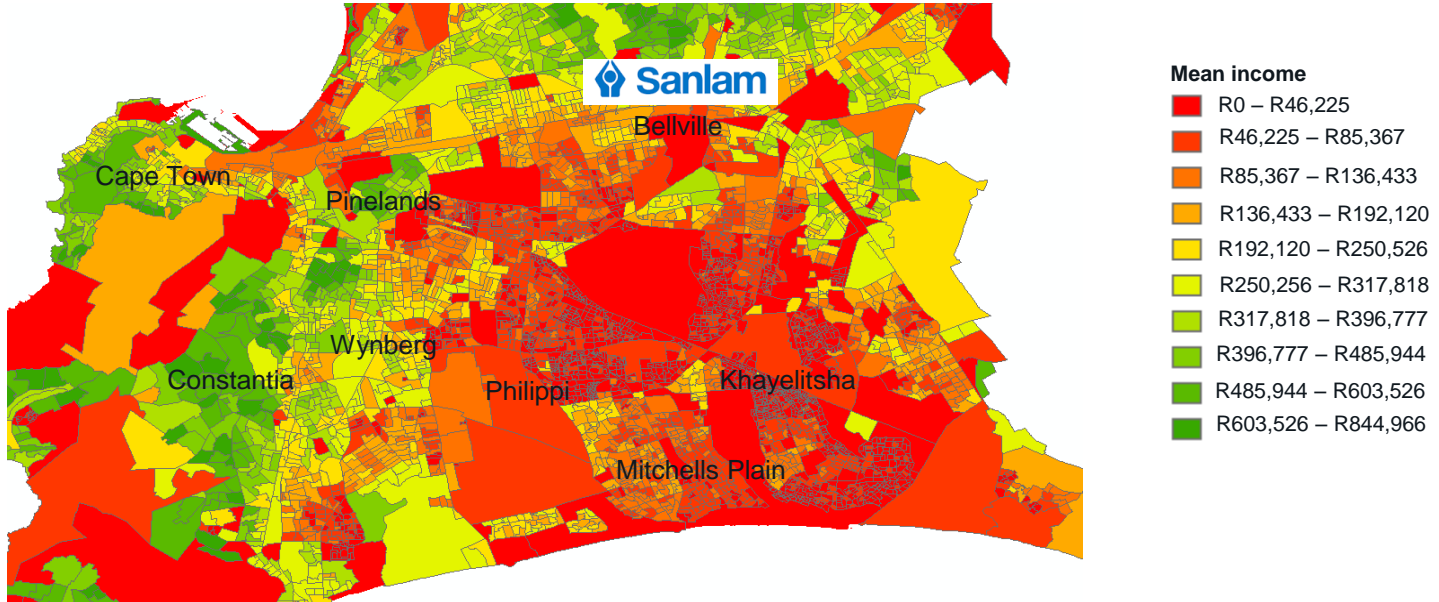 Sanlam
Bellville
Cape Town
Pinelands
Wynberg
Constantia
Philippi
Khayelitsha
Mitchells Plain
Mean income
R0 – R46,225
R46,225 – R85,367
R85,367 – R136,433
R136,433 – R192,120
R192,120 – R250,526
R250,256 – R317,818
R317,818 – R396,777
R396,777 – R485,944
R485,944 – R603,526
R603,526 – R844,966